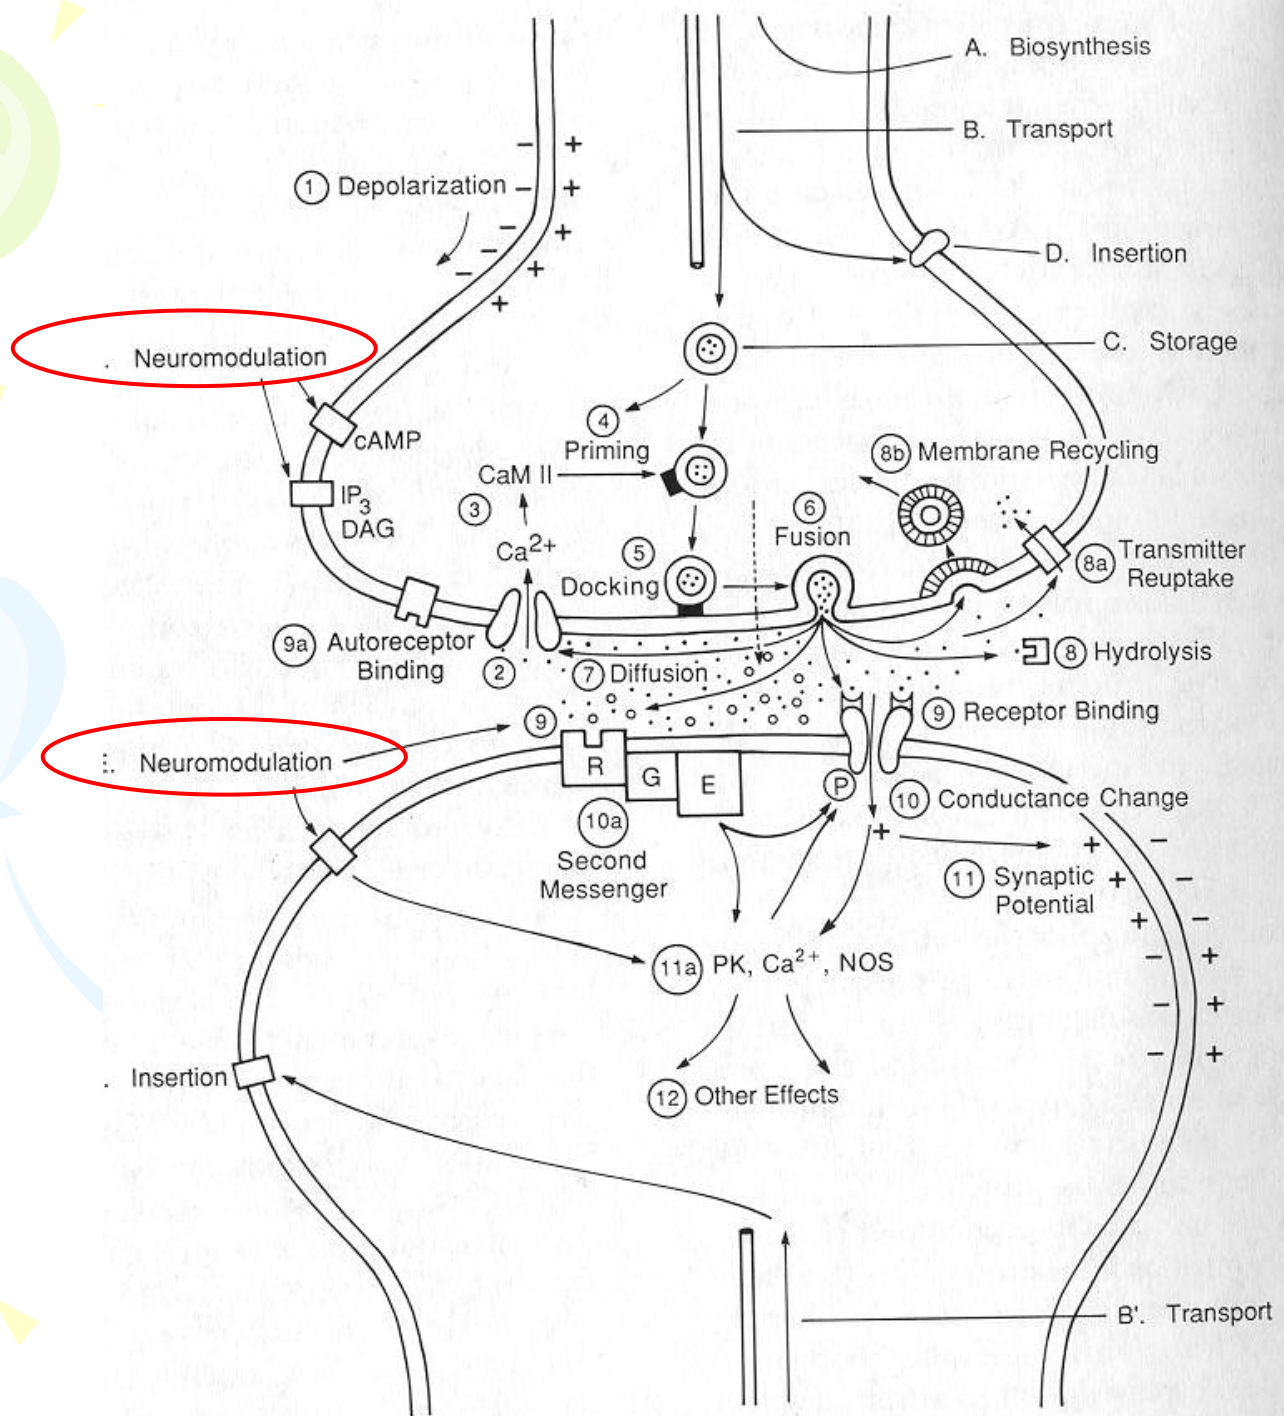 A. Biosynthesis
B. Transport
− +
1 Depolarization − +
− +
− +
− +
+
D. Insertion
. Neuromodulation
C. Storage
4
Priming
cAMP
CaM II
8b Membrane Recycling
IP3
DAG
3
6
Fusion
Ca2+
5
Docking
8a Transmitter
Reuptake
9a Autoreceptor
Binding
2
7 Diffusion
8 Hydrolysis
9
9 Receptor Binding
E. Neuromodulation
R
G
E
P
10 Conductance Change
10a
Second
Messenger
+
+ −
11 Synaptic
Potential
+ −
+ −
− +
− +
− +
11a PK, Ca2+, NOS
. Insertion
12 Other Effects
B'. Transport